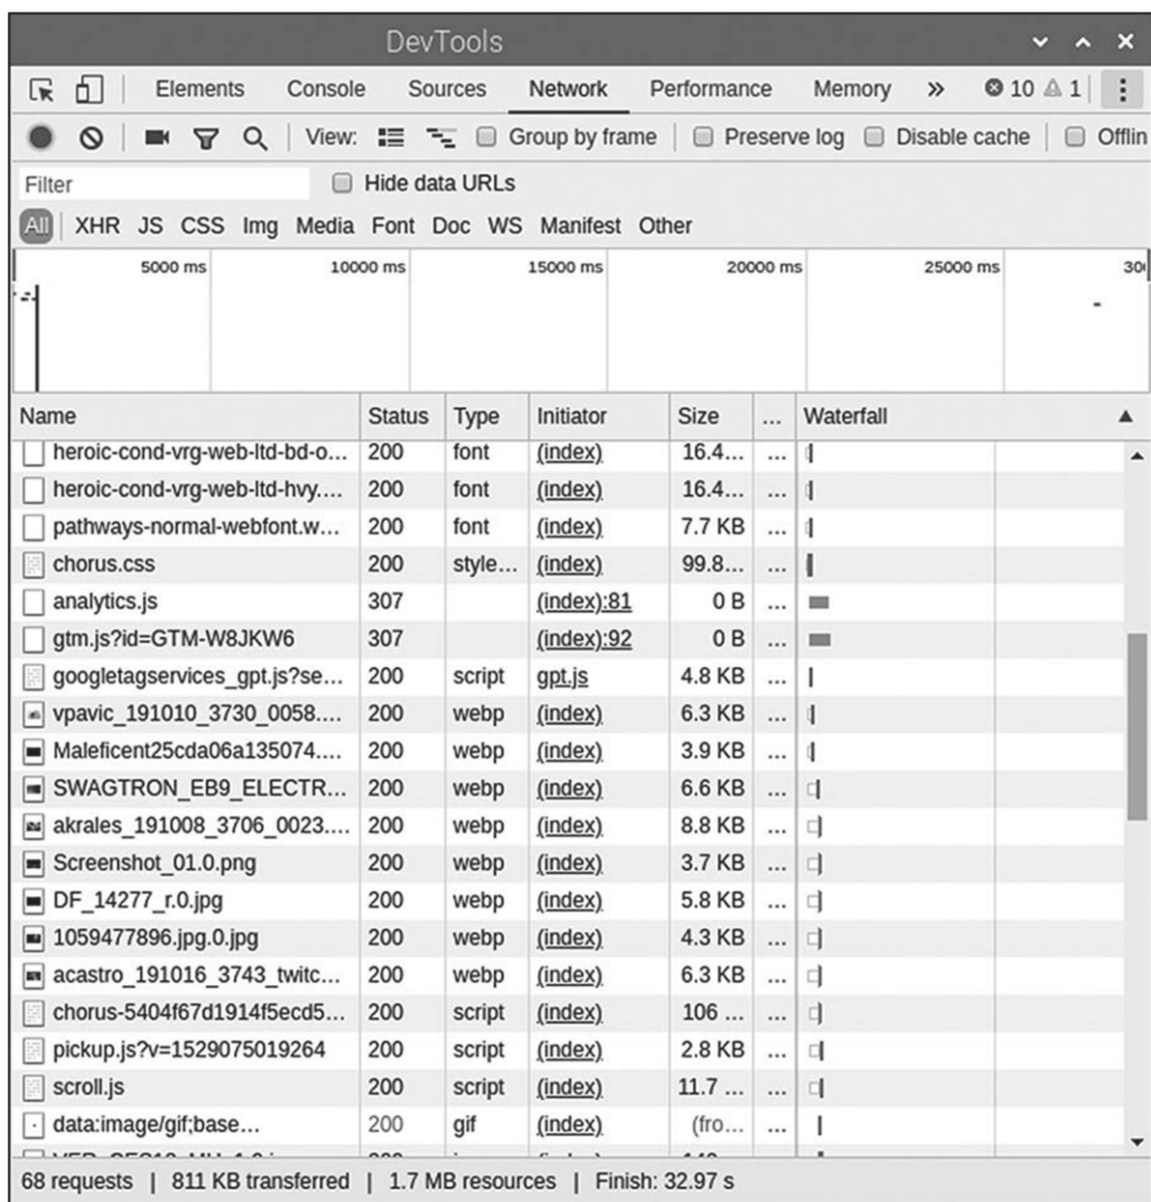 DevTools
Elements Console Sources Network Performance Memory » 10 1
View: Group by frame Preserve log Disable cache Offlin
Filter Hide data URLs
All XHR JS CSS Img Media Font Doc WS Manifest Other
5000 ms 10000 ms 15000 ms 20000 ms 25000 ms 300
Name Status Type Initiator Size ... Waterfall
heroic-cond-vrg-web-ltd-bd-o... 200 font (index) 16.4... ...
heroic-cond-vrg-web-ltd-hvy.... 200 font (index) 16.4... ...
pathways-normal-webfont.w... 200 font (index) 7.7 KB ...
chorus.css 200 style... (index) 99.8... ...
analytics.js 307 (index):81 0 B ...
gtm.js?id=GTM-W8JKW6 307 (index):92 0 B ...
googletagservices_gpt.js?se... 200 script gpt.js 4.8 KB ...
vpavic_191010_3730_0058.... 200 webp (index) 6.3 KB ...
Maleficent25cda06a135074.... 200 webp (index) 3.9 KB ...
SWAGTRON_EB9_ELECTR... 200 webp (index) 6.6 KB ...
akrales_191008_3706_0023.... 200 webp (index) 8.8 KB ...
Screenshot_01.0.png 200 webp (index) 3.7 KB ...
DF_14277_r.0.jpg 200 webp (index) 5.8 KB ...
1059477896.jpg.0.jpg 200 webp (index) 4.3 KB ...
acastro_191016_3743_twitc... 200 webp (index) 6.3 KB ...
chorus-5404f67d1914f5ecd5... 200 script (index) 106 ... ...
pickup.js?v=1529075019264 200 script (index) 2.8 KB ...
scroll.js 200 script (index) 11.7 ... ...
data:image/gif;base... 200 gif (index) (fro... ...
68 requests | 811 KB transferred | 1.7 MB resources | Finish: 32.97 s